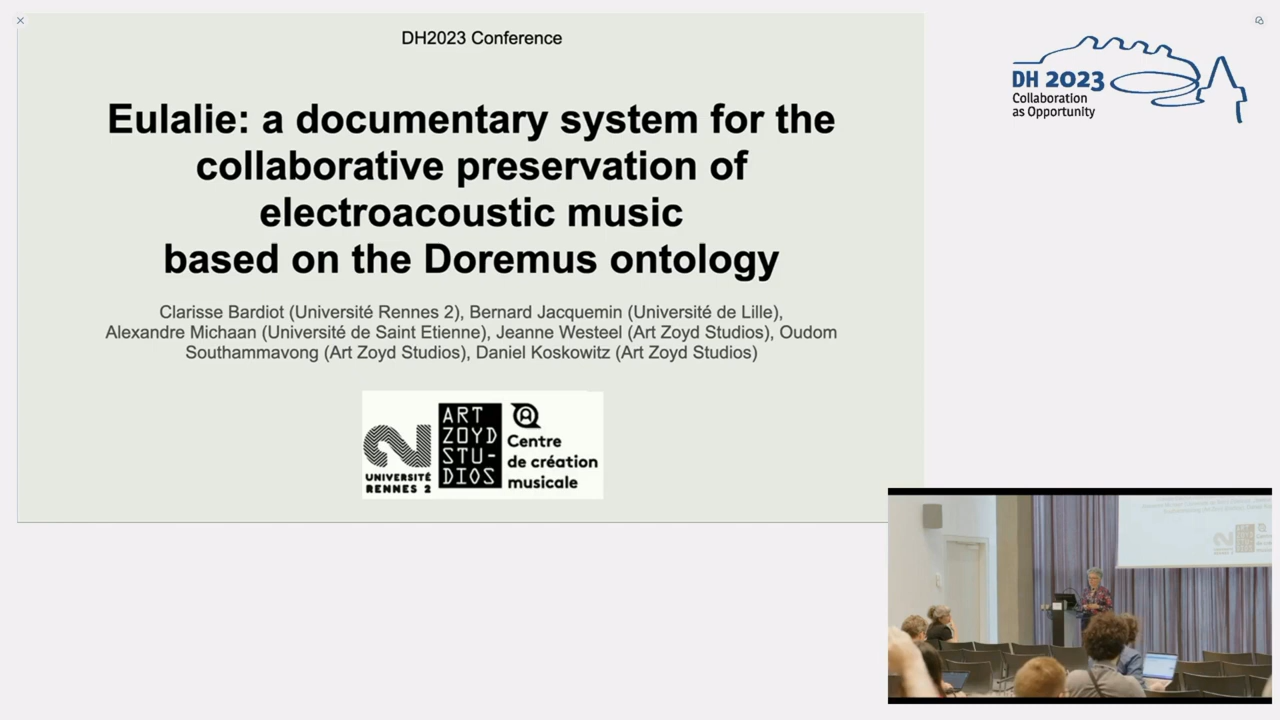 DH2023 Conference
Eulalie: a documentary system for the
collaborative preservation of
electroacoustic music
based on the Doremus ontology
Clarisse Bardiot (Université Rennes 2), Bernard Jacquemin (Université de Lille),
Alexandre Michaan (Université de Saint Etienne), Jeanne Westeel (Art Zoyd Studios), Oudom
Southammavong (Art Zoyd Studios), Daniel Koskowitz (Art Zoyd Studios)
UNIVERSITÉ
RENNES 2
ART
ZOYD
STU-
DIOS
Centre
de création
musicale
DH 2023
Collaboration
as Opportunity